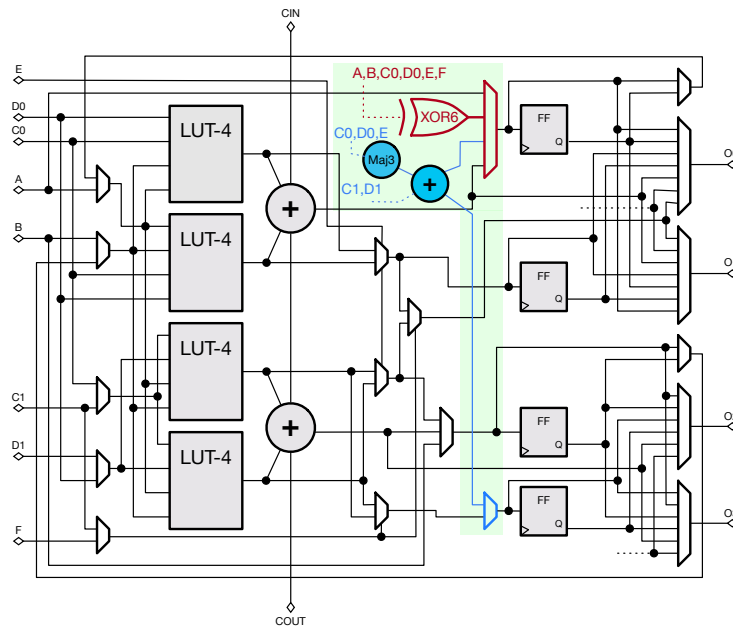 CIN
E
A,B,C0,D0,E,F
D0
C0
LUT-4
XOR6
FF
Q
C0,D0,E
Maj3
A
C1,D1
+
+
B
LUT-4
FF
Q
LUT-4
C1
+
FF
Q
D1
LUT-4
FF
Q
F
COUT